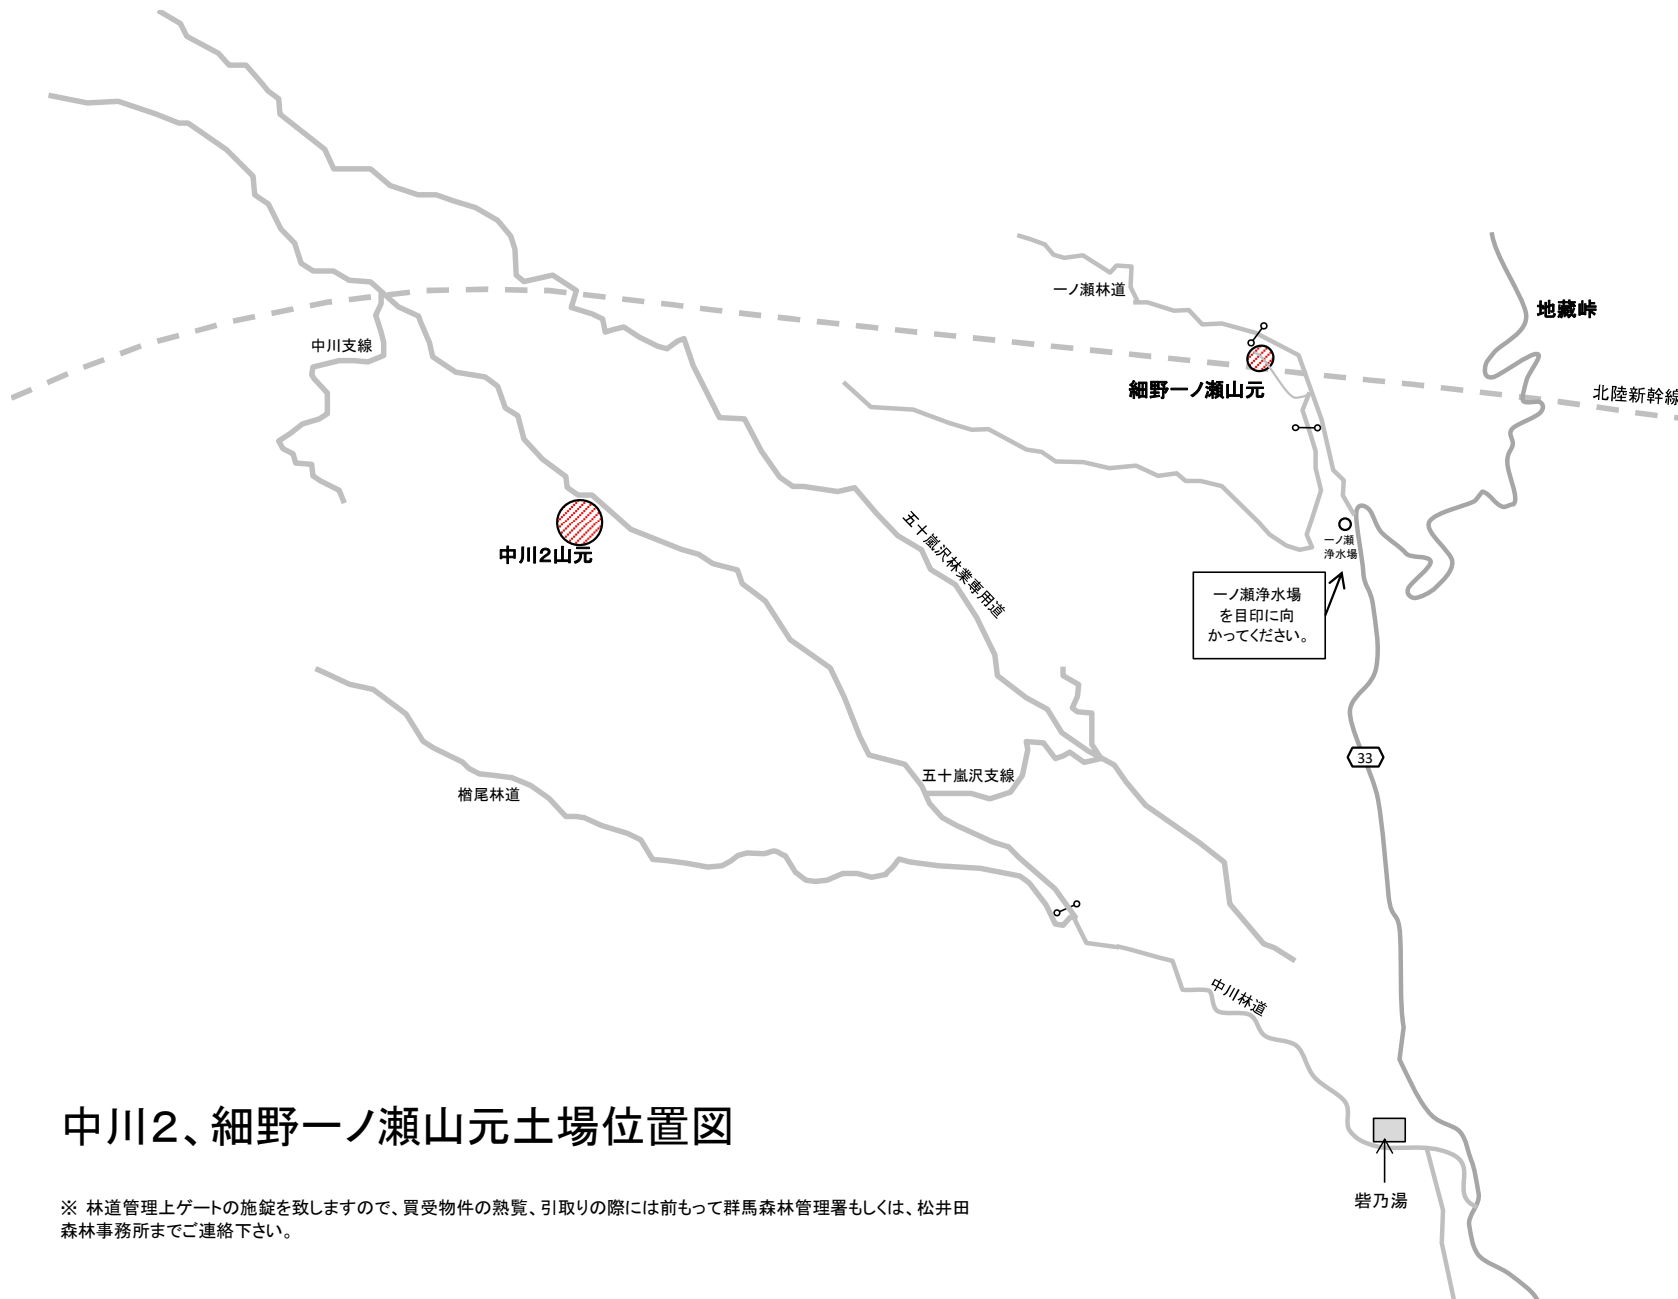 一ノ瀬林道
地藏峠
中川支線
細野一ノ瀬山元
北陸新幹線
五十嵐沢林業専用道
中川2山元
一ノ瀬
浄水場
一ノ瀬浄水場
を目印に向
かってください。
33
五十嵐沢支線
楢尾林道
中川林道
中川2、細野一ノ瀬山元土場位置図
砦乃湯
※ 林道管理上ゲートの施錠を致しますので、買受物件の熟覧、引取りの際には前もって群馬森林管理署もしくは、松井田
森林事務所までご連絡下さい。